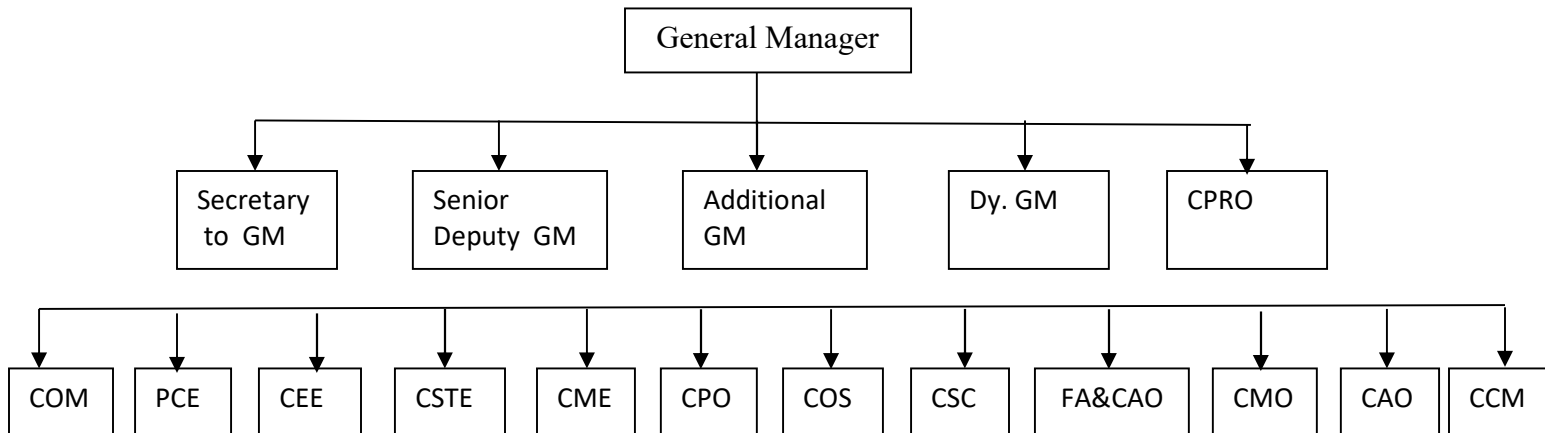 General Manager
Secretary
to GM
Senior
Deputy GM
Additional
GM
Dy. GM
CPRO
COM
PCE
CEE
CSTE
CME
CPO
COS
CSC
FA&CAO
CMO
CAO
CCM